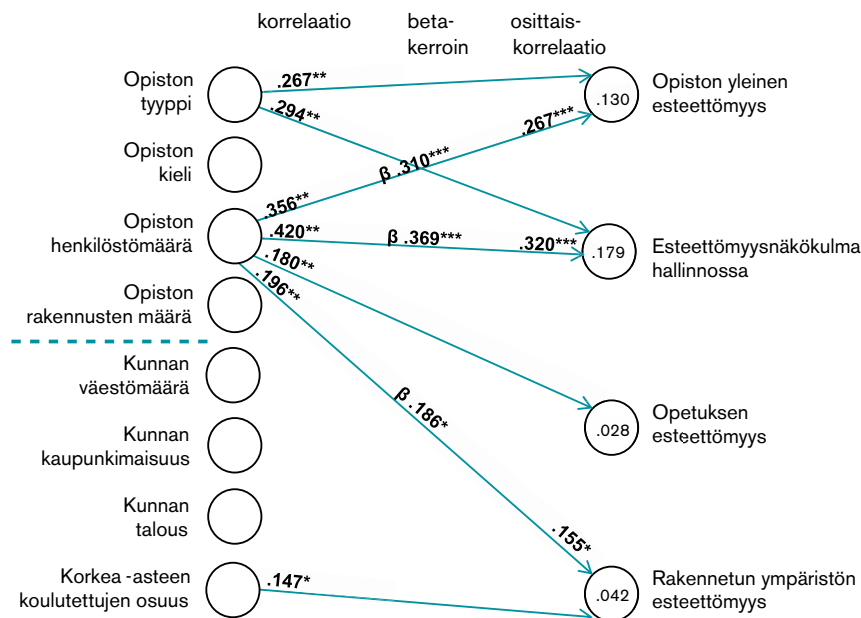 korrelaatio
beta-
kerroin
osittais-
korrelaatio
Opiston
tyyppi
.267**
.294**
.267***
.130
Opiston yleinen
esteettömyys
Opiston
kieli
β .310***
.356**
Opiston
henkilöstömäärä
.420**
β .369***
.320***
.179
Esteettömyysnäkökulma
hallinnossa
.180**
.196**
Opiston
rakennusten määrä
Kunnan
väestömäärä
β .186*
.028
Opetuksen
esteettömyys
Kunnan
kaupunkimaisuus
Kunnan
talous
.155*
Korkea -asteen
koulutettujen osuus
.147*
.042
Rakennetun ympäristön
esteettömyys